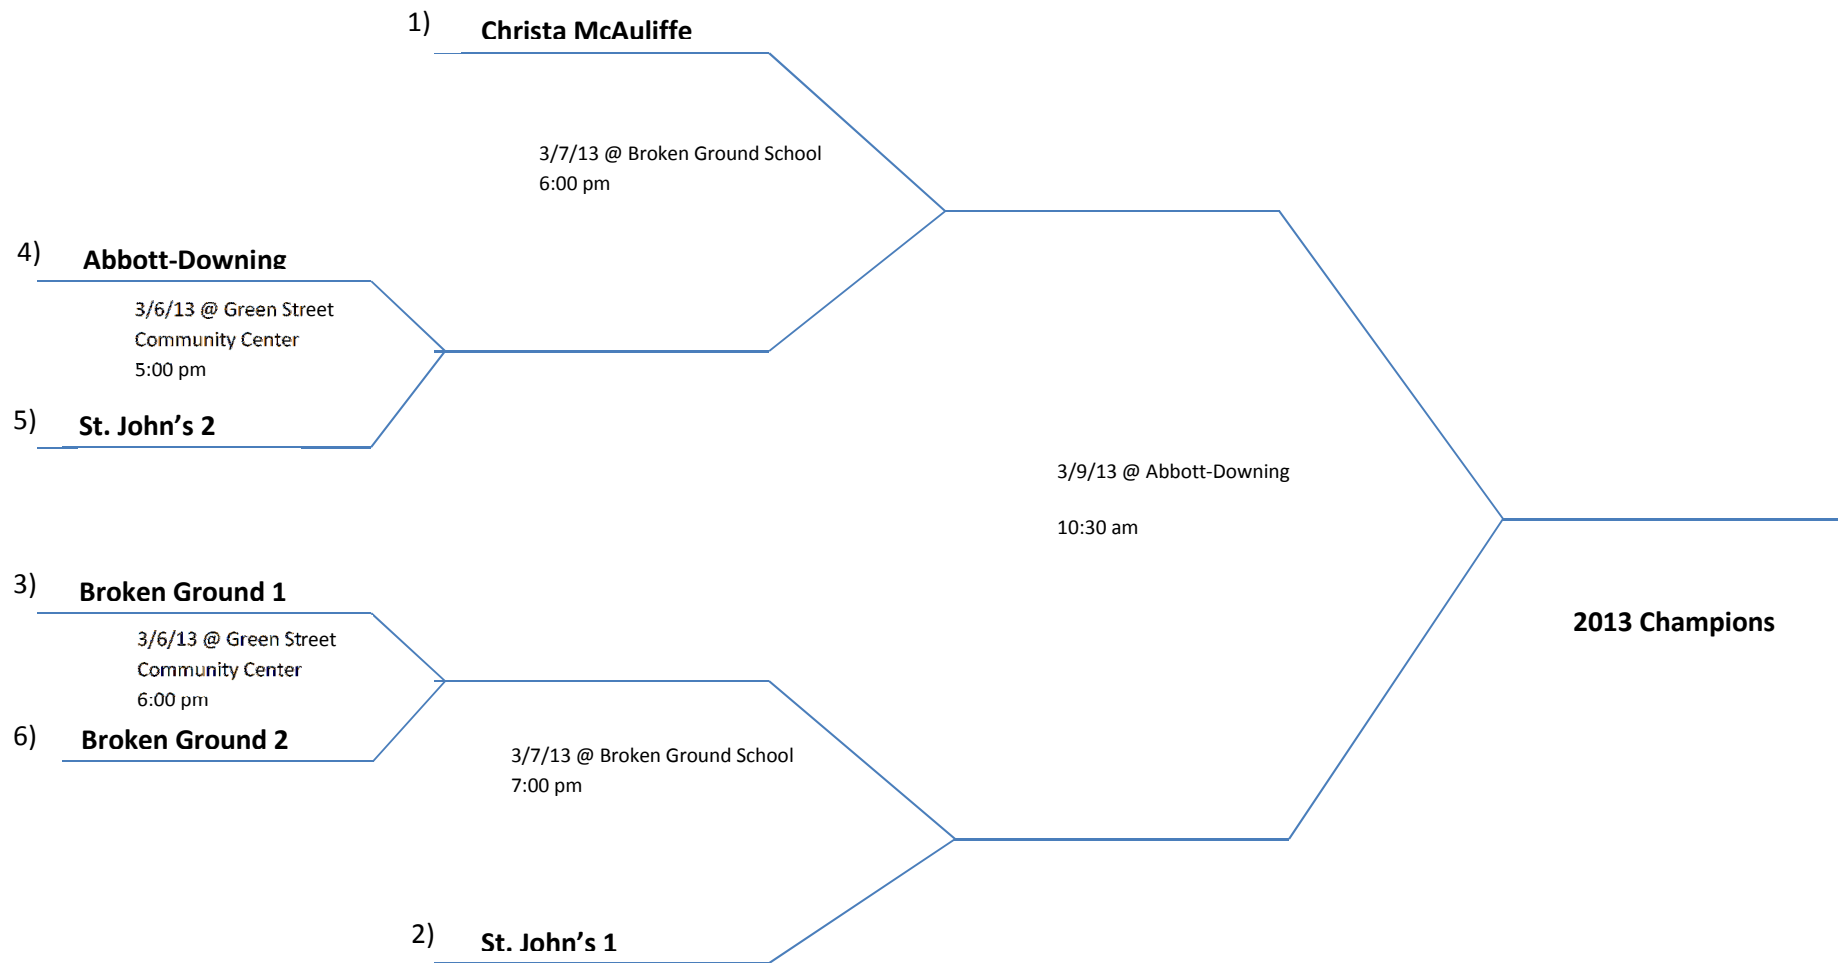 1) Christa McAuliffe
3/7/13 @ Broken Ground School
6:00 pm
4) Abbott-Downing
3/6/13 @ Green Street
Community Center
5:00 pm
5) St. John’s 2
3/9/13 @ Abbott-Downing
10:30 am
3) Broken Ground 1
2013 Champions
3/6/13 @ Green Street
Community Center
6:00 pm
6) Broken Ground 2
3/7/13 @ Broken Ground School
7:00 pm
2) St. John’s 1